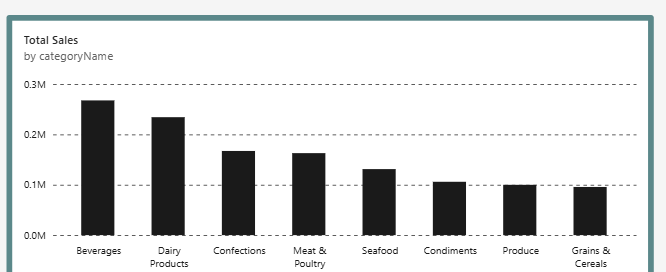 Total Sales
by categoryName
0.3M
0.2M
0.1M
0.0M
Beverages
Dairy
Products
Confections
Meat &
Poultry
Seafood
Condiments
Produce
Grains &
Cereals